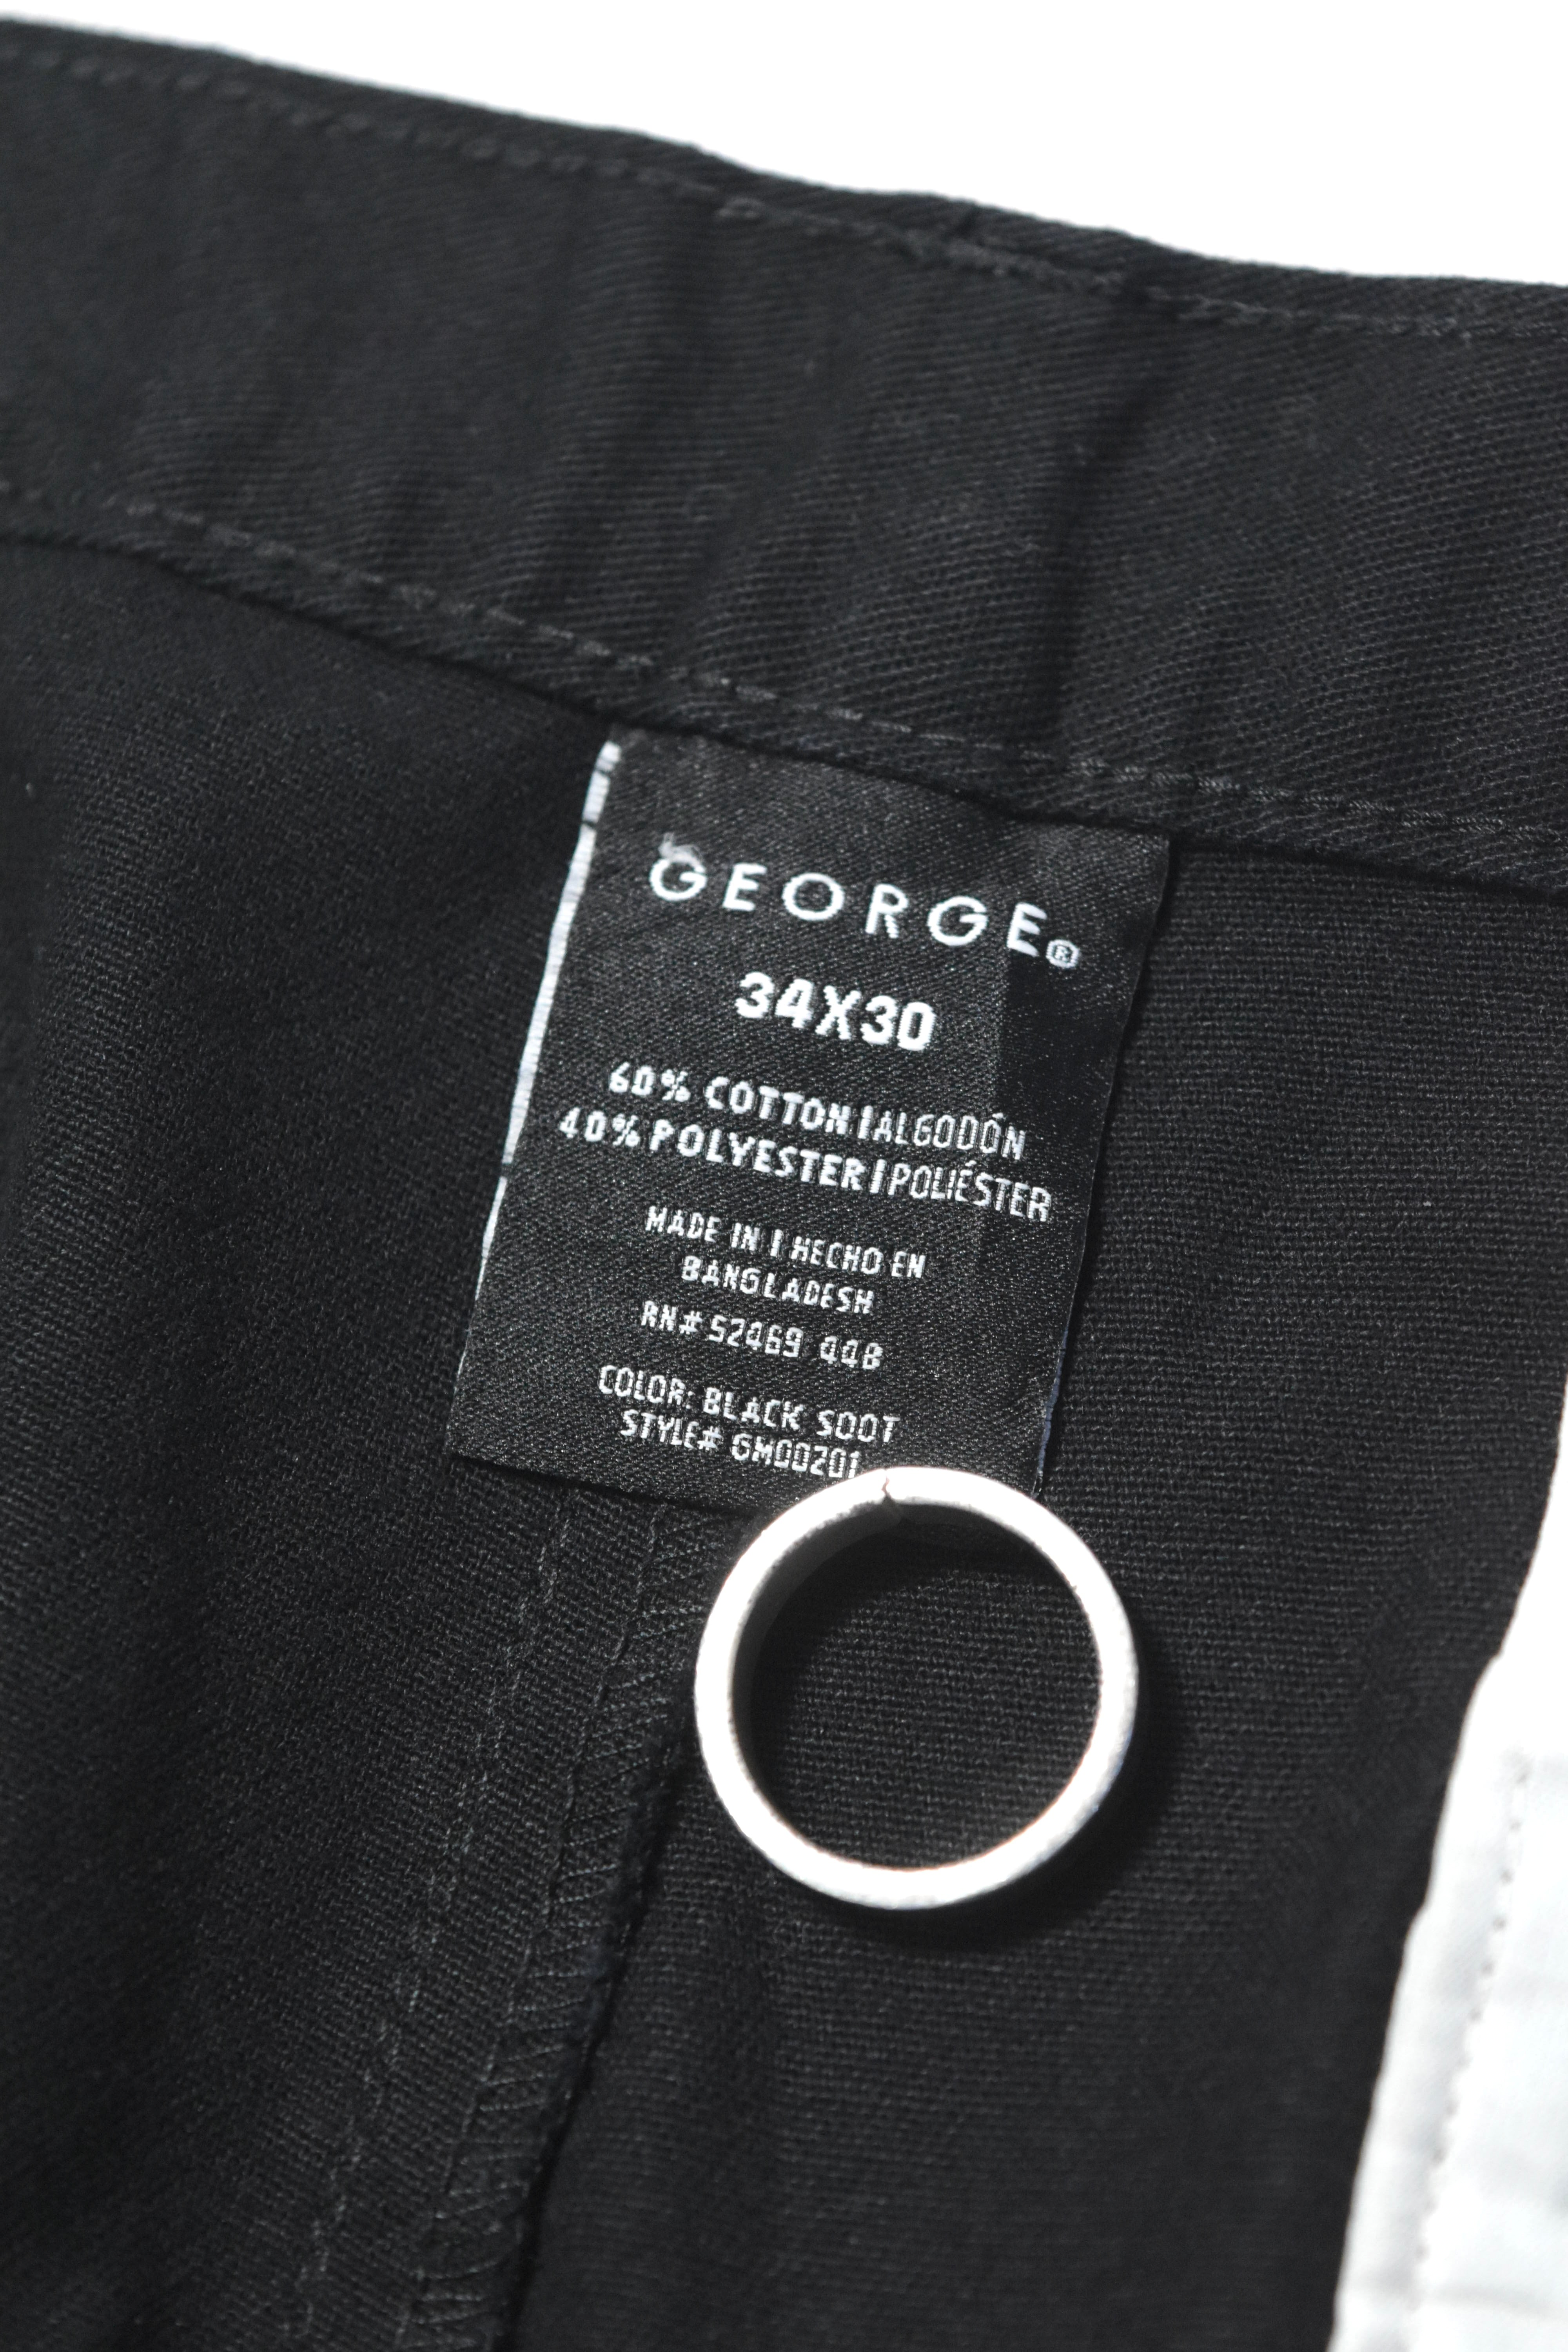 GEORGE®
34X30
60% COTTON | ALGODÓN
40% POLYESTER | POLIÉSTER
MADE IN | HECHO EN
BANGLADESH
RN# 52469 448
COLOR: BLACK SOOT
STYLE# GM00201